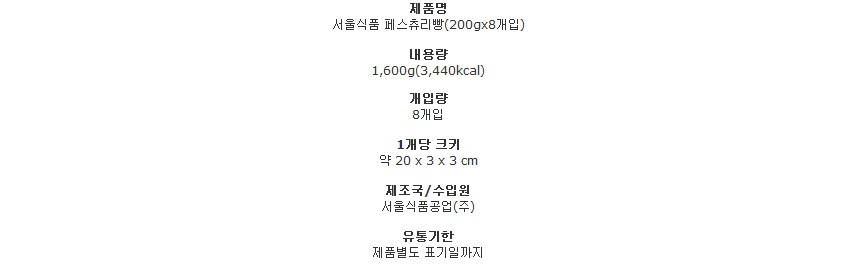 제품명
서울식품 페스츄리빵(200gx8개입)
내용량
1,600g(3,440kcal)
개입량
8개입
1개당 크키
약 20 x 3 x 3 cm
제조국/수입원
서울식품공업(주)
유통기한
제품별도 표기일까지